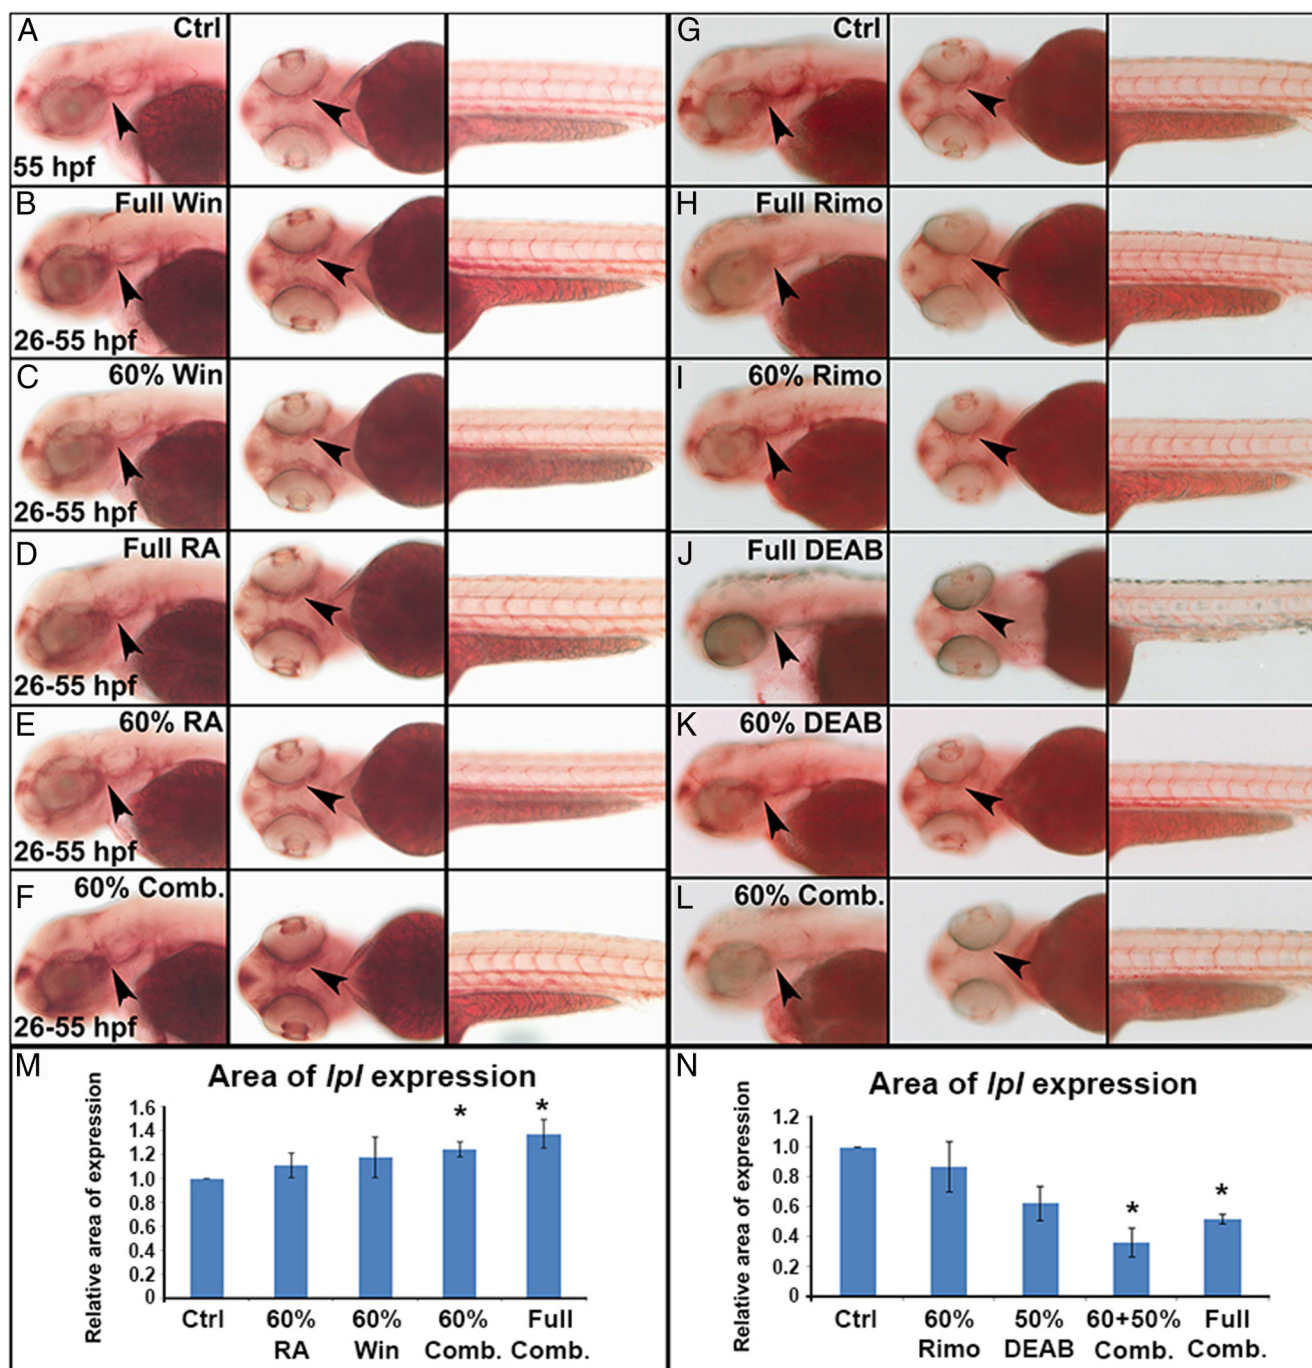 A Ctrl
55 hpf
B Full Win
26-55 hpf
C 60% Win
26-55 hpf
D Full RA
26-55 hpf
E 60% RA
26-55 hpf
F 60% Comb.
26-55 hpf
G Ctrl
H Full Rimo
I 60% Rimo
J Full DEAB
K 60% DEAB
L 60% Comb.
M
Area of lpl expression
Relative area of expression
1.6
1.4
1.2
1.0
0.8
0.6
0.4
0.2
0
*
*
Ctrl
60%
RA
60%
Win
60%
Comb.
Full
Comb.
N
Area of lpl expression
Relative area of expression
1.2
1.0
0.8
0.6
0.4
0.2
0
*
*
Ctrl
60%
Rimo
50%
DEAB
60+50%
Comb.
Full
Comb.